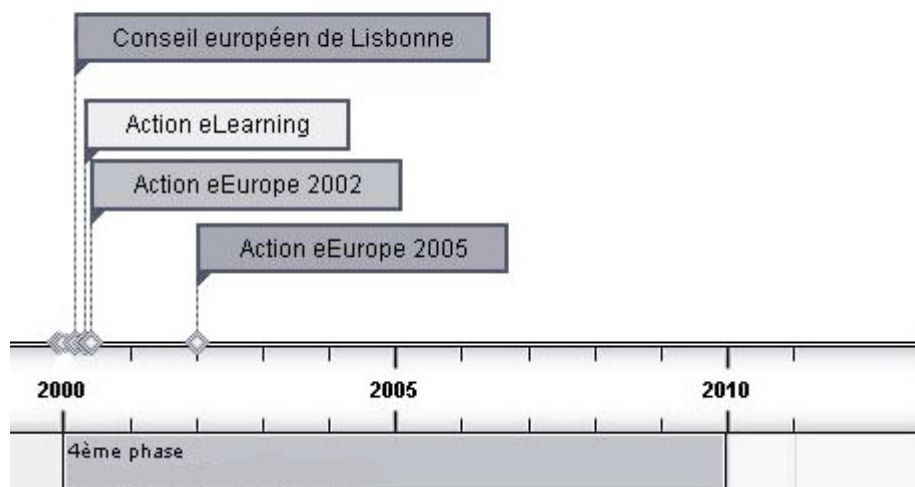 Conseil européen de Lisbonne
Action eLearning
Action eEurope 2002
Action eEurope 2005
2000 2005 2010
4ème phase